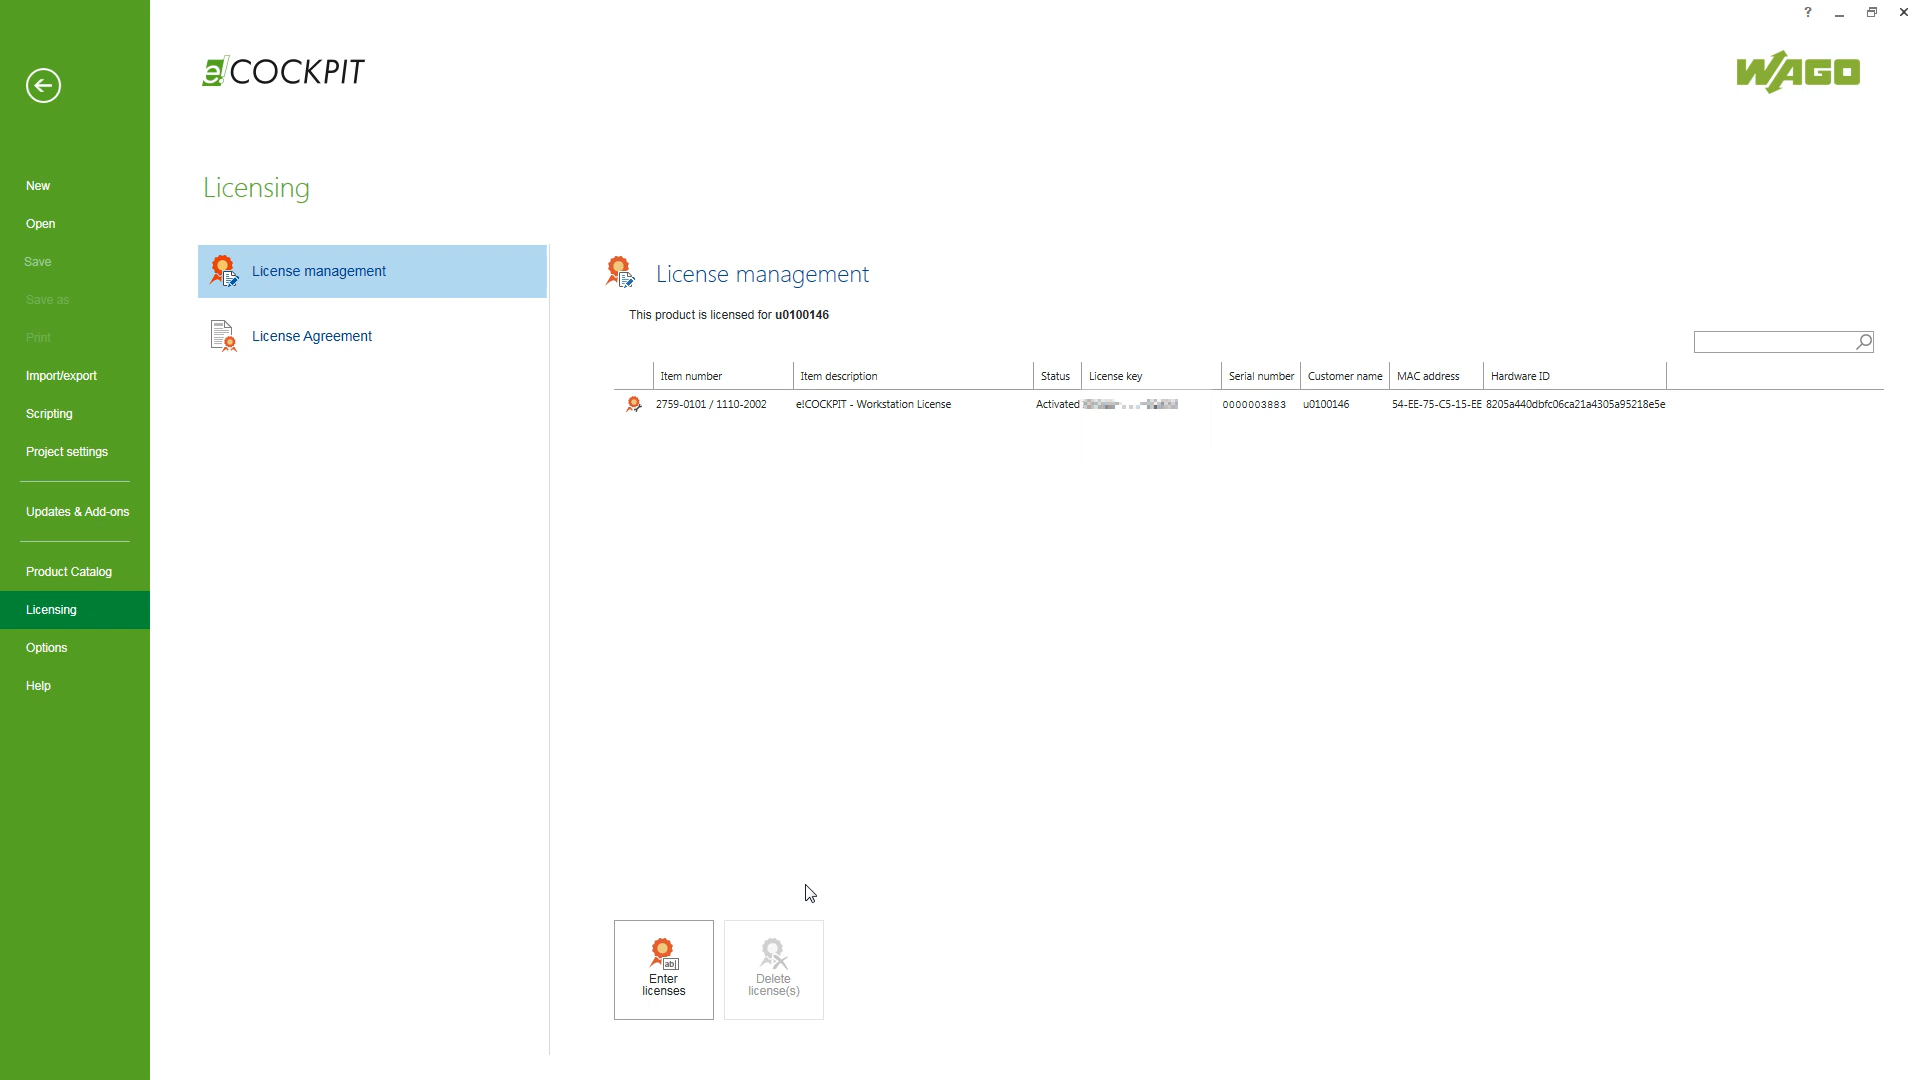 ?
e!COCKPIT
WAGO
New
Open
Save
Save as
Print
Import/export
Scripting
Project settings
Updates & Add-ons
Product Catalog
Licensing
Options
Help
Licensing
License management
License Agreement
License management
This product is licensed for u0100146
Item number Item description Status License key Serial number Customer name MAC address Hardware ID
2759-0101 / 1110-2002 e!COCKPIT - Workstation License Activated 0000003883 u0100146 54-EE-75-C5-15-EE 8205a440dbfc06ca21a4305a95218e5e
ab|
Enter
licenses
Delete
license(s)